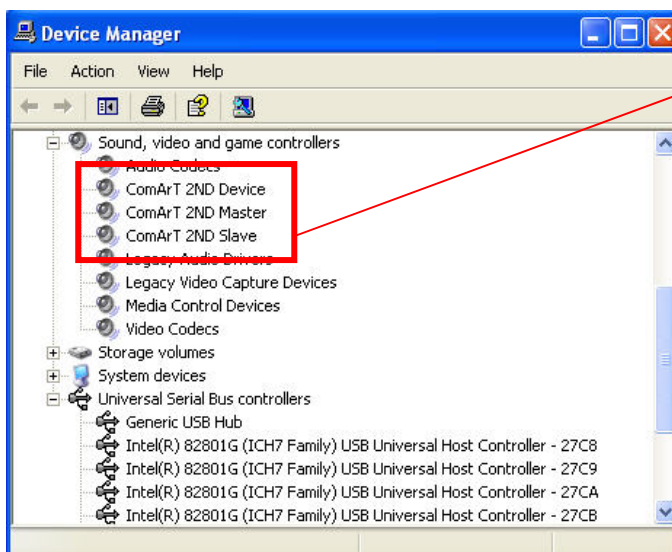 Device Manager
File Action View Help
Sound, video and game controllers
Audio Codecs
ComArT 2ND Device
ComArT 2ND Master
ComArT 2ND Slave
Legacy Audio Drivers
Legacy Video Capture Devices
Media Control Devices
Video Codecs
Storage volumes
System devices
Universal Serial Bus controllers
Generic USB Hub
Intel(R) 82801G (ICH7 Family) USB Universal Host Controller - 27C8
Intel(R) 82801G (ICH7 Family) USB Universal Host Controller - 27C9
Intel(R) 82801G (ICH7 Family) USB Universal Host Controller - 27CA
Intel(R) 82801G (ICH7 Family) USB Universal Host Controller - 27CB